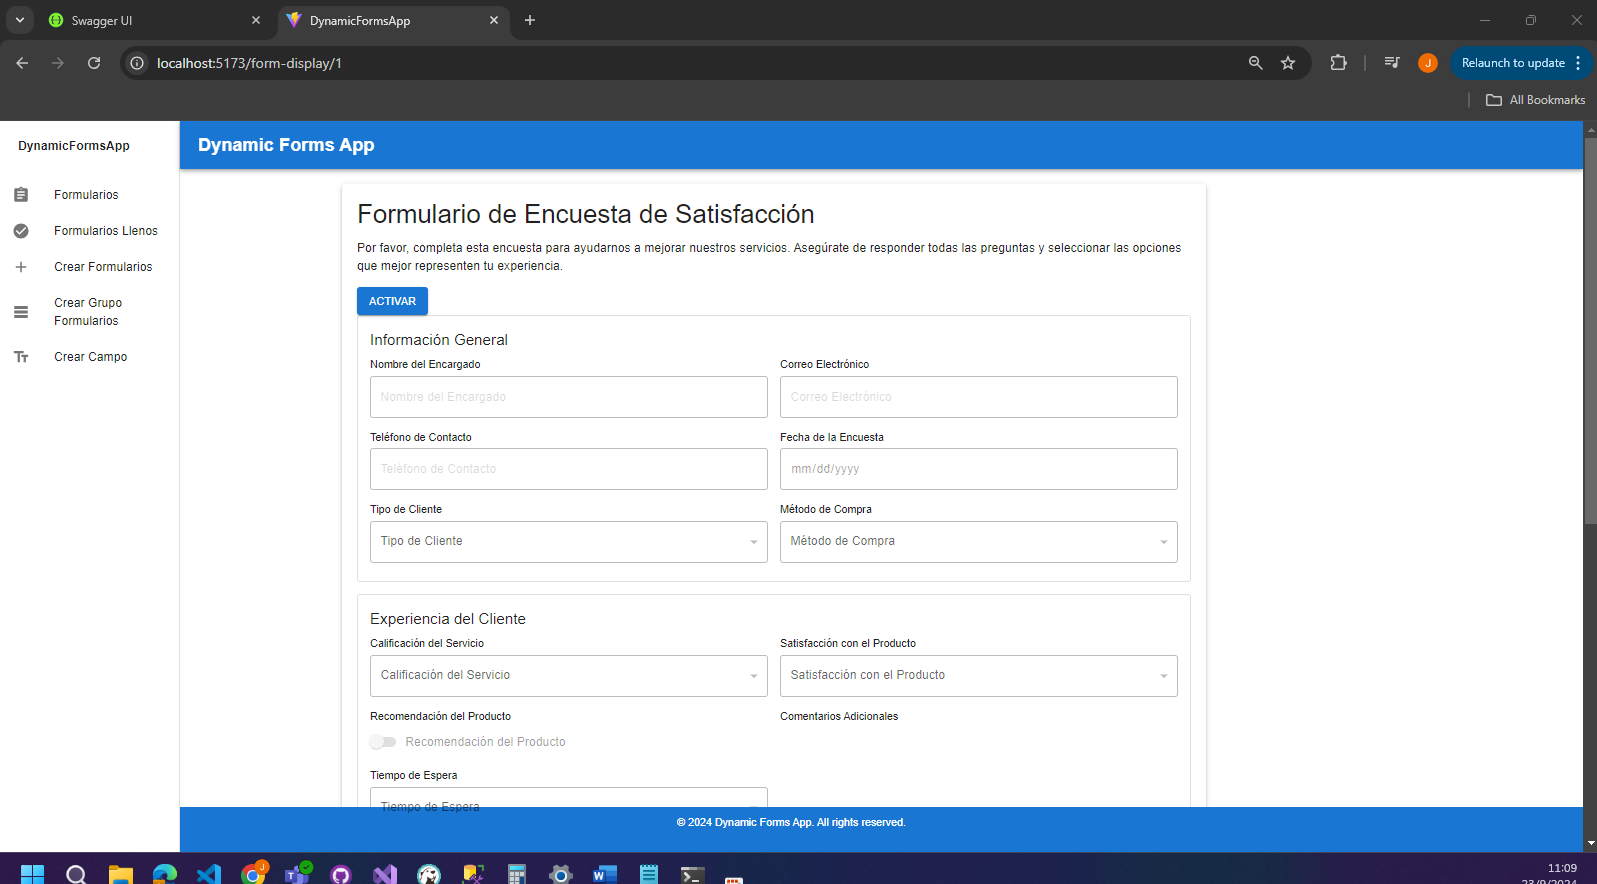 Swagger UI
DynamicFormsApp
localhost:5173/form-display/1
J
Relaunch to update
All Bookmarks
DynamicFormsApp
Dynamic Forms App
Formularios
Formularios Llenos
Crear Formularios
Crear Grupo
Formularios
Crear Campo
Formulario de Encuesta de Satisfacción
Por favor, completa esta encuesta para ayudarnos a mejorar nuestros servicios. Asegúrate de responder todas las preguntas y seleccionar las opciones
que mejor representen tu experiencia.
ACTIVAR
Información General
Nombre del Encargado
Correo Electrónico
Nombre del Encargado
Correo Electrónico
Teléfono de Contacto
Fecha de la Encuesta
Teléfono de Contacto
mm/dd/yyyy
Tipo de Cliente
Método de Compra
Tipo de Cliente
Método de Compra
Experiencia del Cliente
Calificación del Servicio
Satisfacción con el Producto
Calificación del Servicio
Satisfacción con el Producto
Recomendación del Producto
Comentarios Adicionales
Recomendación del Producto
Tiempo de Espera
Tiempo de Espera
© 2024 Dynamic Forms App. All rights reserved.
11:09
23/9/2024